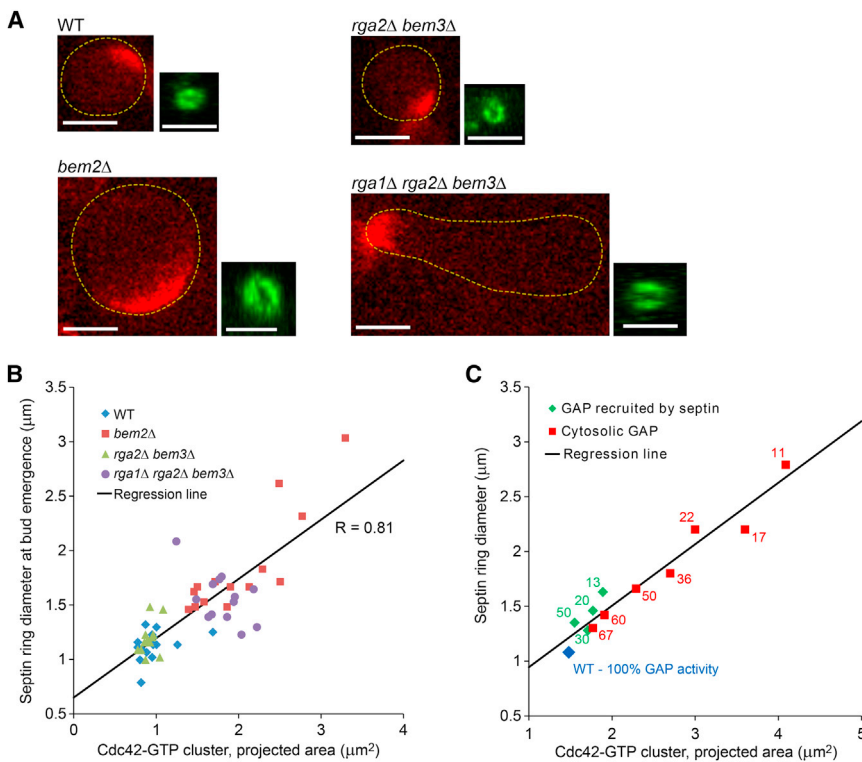 A
WT
rga2Δ bem3Δ
bem2Δ
rga1Δ rga2Δ bem3Δ
B
3.5
3
2.5
2
1.5
1
0.5
0
1
2
3
4
Septin ring diameter at bud emergence (μm)
Cdc42-GTP cluster, projected area (μm²)
WT
bem2Δ
rga2Δ bem3Δ
rga1Δ rga2Δ bem3Δ
Regression line
R = 0.81
C
3.5
3
2.5
2
1.5
1
0.5
1
2
3
4
5
Septin ring diameter (μm)
Cdc42-GTP cluster, projected area (μm²)
GAP recruited by septin
Cytosolic GAP
Regression line
11
22
17
36
13
20
50
50
60
30
67
WT - 100% GAP activity